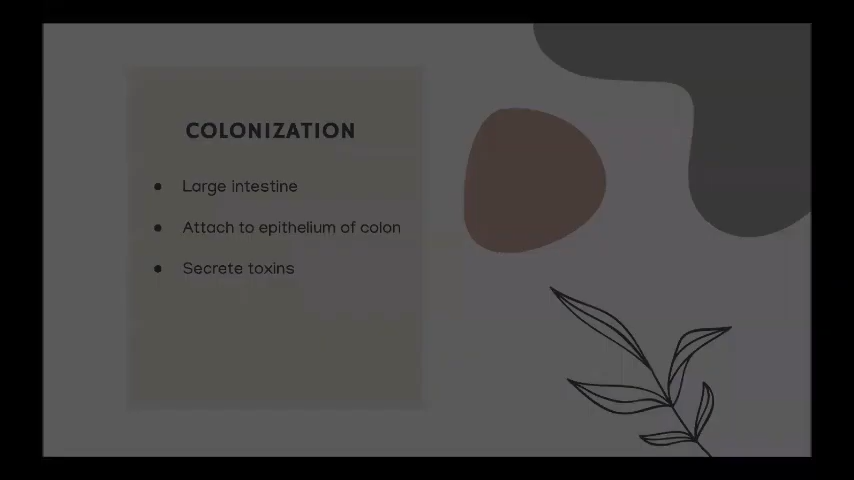 COLONIZATION
● Large intestine
● Attach to epithelium of colon
● Secrete toxins